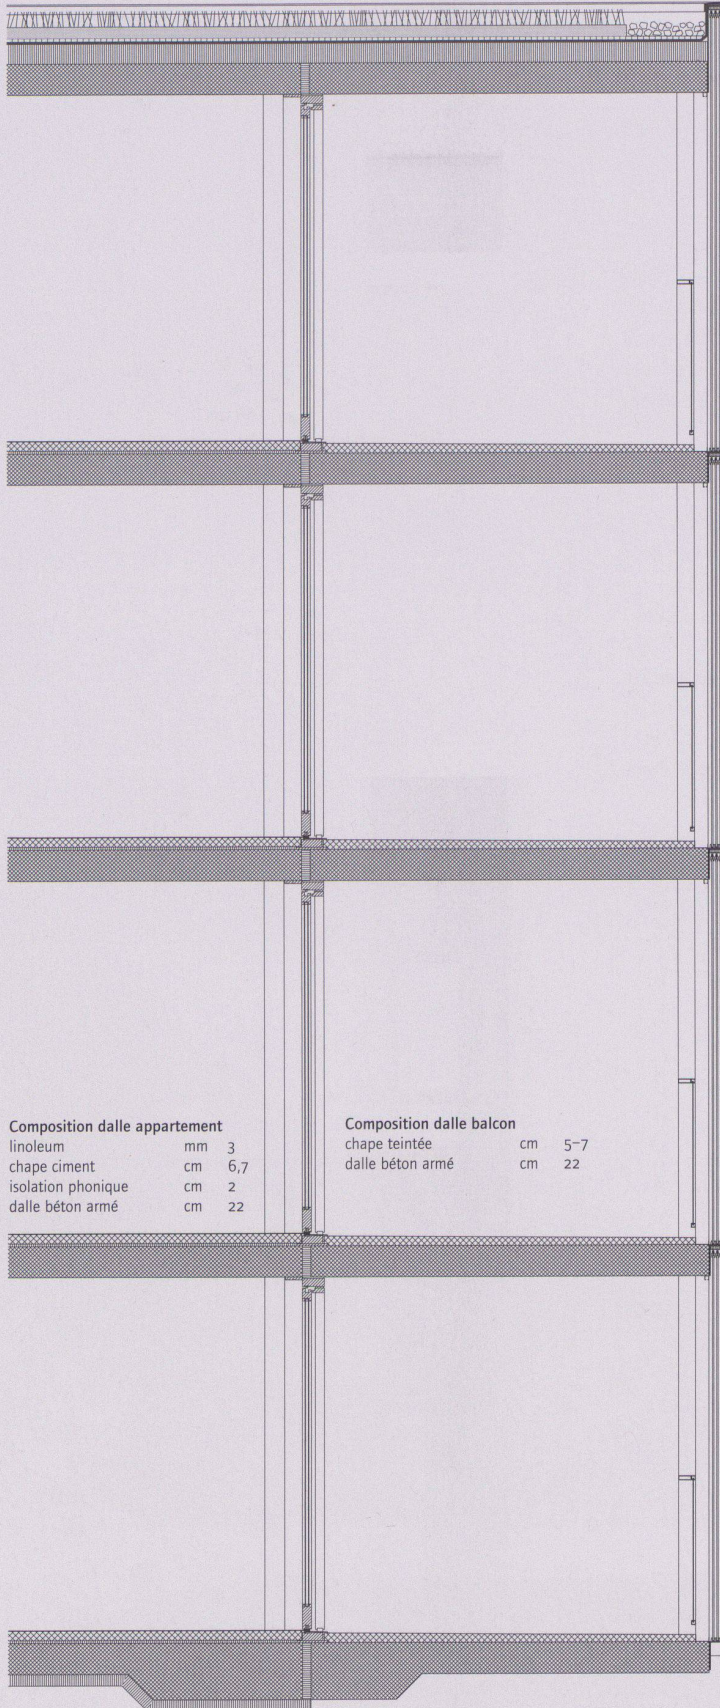 Composition dalle appartement
linoleum mm 3
chape ciment cm 6,7
isolation phonique cm 2
dalle béton armé cm 22
Composition dalle balcon
chape teintée cm 5–7
dalle béton armé cm 22